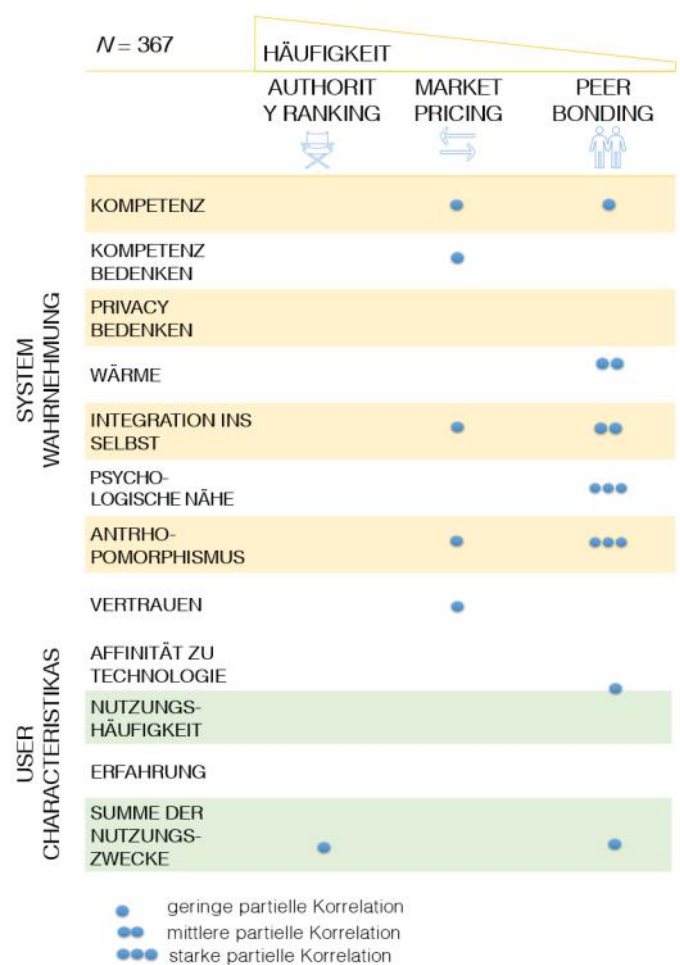 N = 367
HÄUFIGKEIT
AUTHORIT
Y RANKING
MARKET
PRICING
PEER
BONDING
SYSTEM
WAHRNEHMUNG
KOMPETENZ
KOMPETENZ
BEDENKEN
PRIVACY
BEDENKEN
WÄRME
INTEGRATION INS
SELBST
PSYCHO-
LOGISCHE NÄHE
ANTRHO-
POMORPHISMUS
VERTRAUEN
USER
CHARACTERISTIKAS
AFFINITÄT ZU
TECHNOLOGIE
NUTZUNGS-
HÄUFIGKEIT
ERFAHRUNG
SUMME DER
NUTZUNGS-
ZWECKE
geringe partielle Korrelation
mittlere partielle Korrelation
starke partielle Korrelation